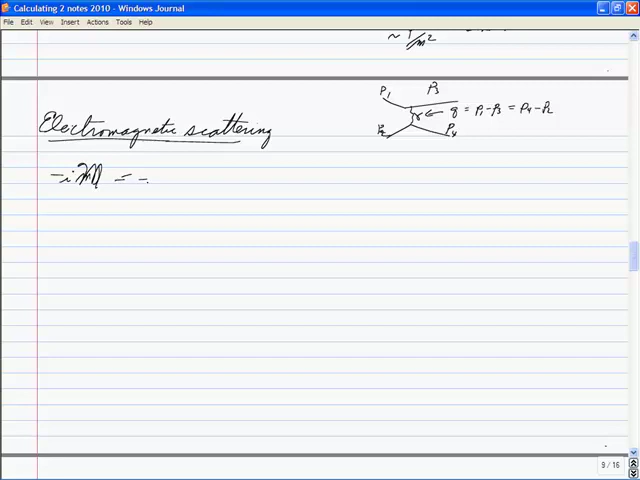 Calculating 2 notes 2010 - Windows Journal
File Edit View Insert Actions Tools Help
Electromagnetic scattering
P1 P3
γ ← q = P1-P3 = P4-P2
P2 P4
-iM = -
9 / 16